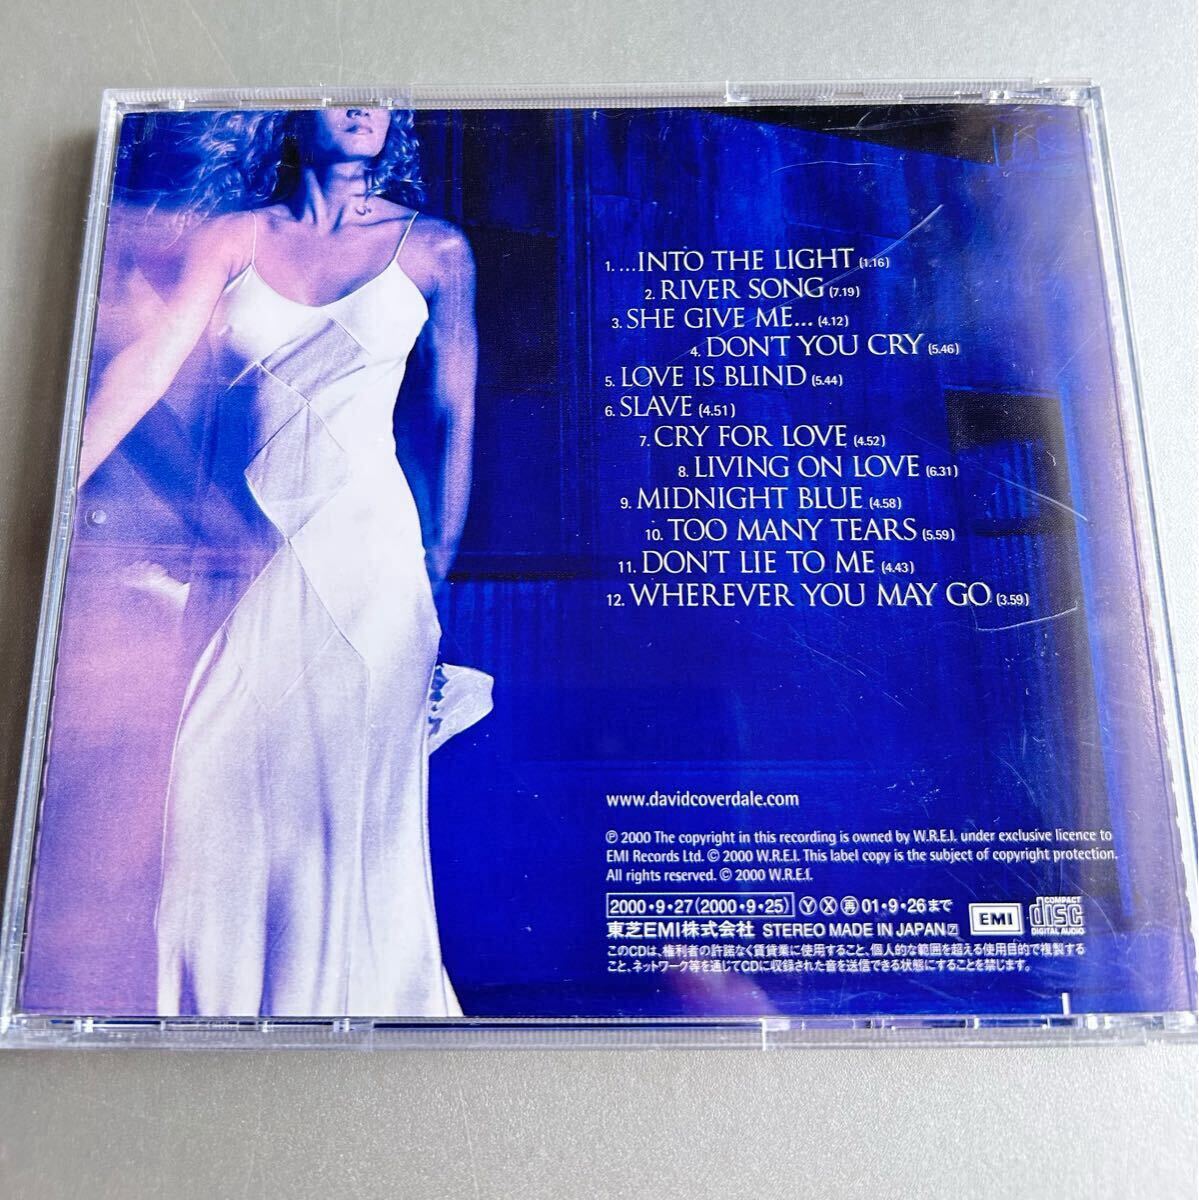 1. ...INTO THE LIGHT (1.16)
2. RIVER SONG (7.19)
3. SHE GIVE ME... (4.12)
4. DON'T YOU CRY (5.46)
5. LOVE IS BLIND (5.44)
6. SLAVE (4.51)
7. CRY FOR LOVE (4.52)
8. LIVING ON LOVE (6.31)
9. MIDNIGHT BLUE (4.58)
10. TOO MANY TEARS (5.59)
11. DON'T LIE TO ME (4.43)
12. WHEREVER YOU MAY GO (3.59)
www.davidcoverdale.com
℗ 2000 The copyright in this recording is owned by W.R.E.I. under exclusive licence to
EMI Records Ltd. © 2000 W.R.E.I. This label copy is the subject of copyright protection.
All rights reserved. © 2000 W.R.E.I.
2000・9・27(2000・9・25) Ⓨ Ⓧ ㊢ 01・9・26まで
東芝EMI株式会社 STEREO MADE IN JAPAN
EMI
COMPACT
disc
DIGITAL AUDIO
このCDは、権利者の許諾なく賃貸業に使用すること、個人的な範囲を超える使用目的で複製する
こと、ネットワーク等を通じてCDに収録された音を送信できる状態にすることを禁じます。